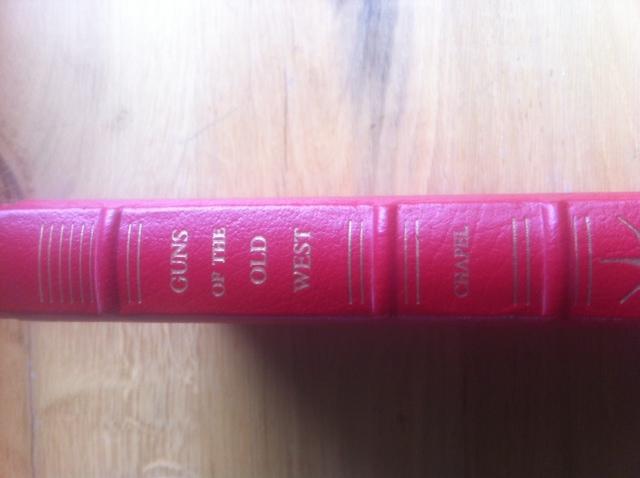 GUNS
OF THE
OLD
WEST
CHAPEL